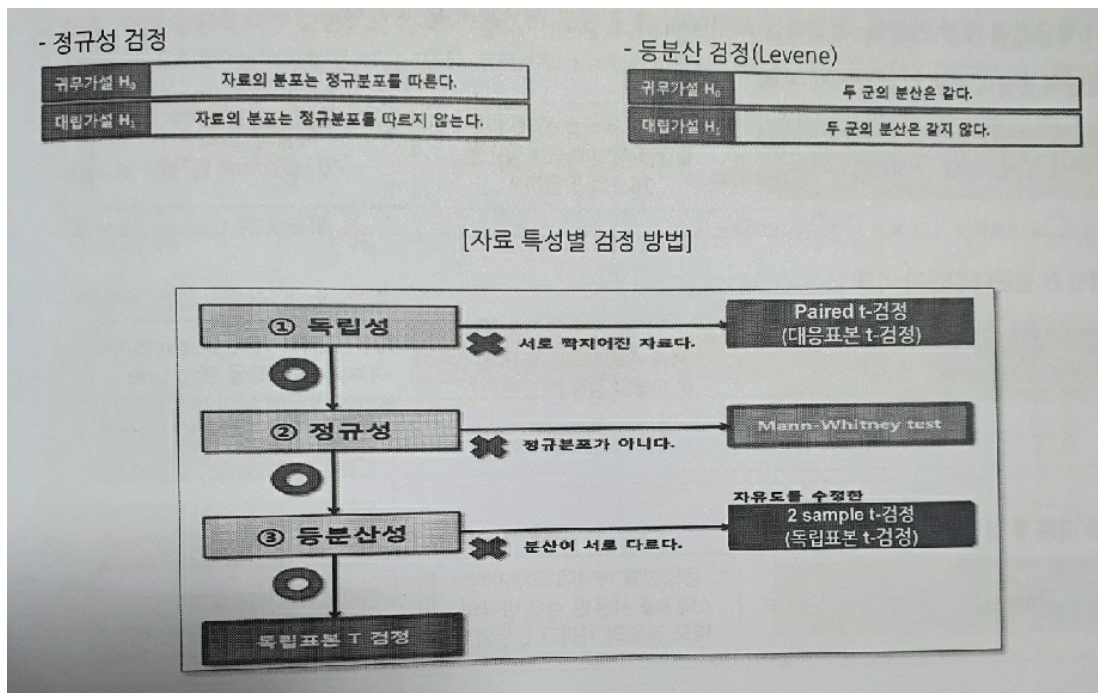 - 정규성 검정
귀무가설 H₀ 자료의 분포는 정규분포를 따른다.
대립가설 H₁ 자료의 분포는 정규분포를 따르지 않는다.
- 등분산 검정(Levene)
귀무가설 H₀ 두 군의 분산은 같다.
대립가설 H₁ 두 군의 분산은 같지 않다.
[자료 특성별 검정 방법]
① 독립성
서로 짝지어진 자료다.
Paired t-검정
(대응표본 t-검정)
② 정규성
정규분포가 아니다.
Mann-Whitney test
③ 등분산성
분산이 서로 다르다.
자유도를 수정한
2 sample t-검정
(독립표본 t-검정)
독립표본 T 검정